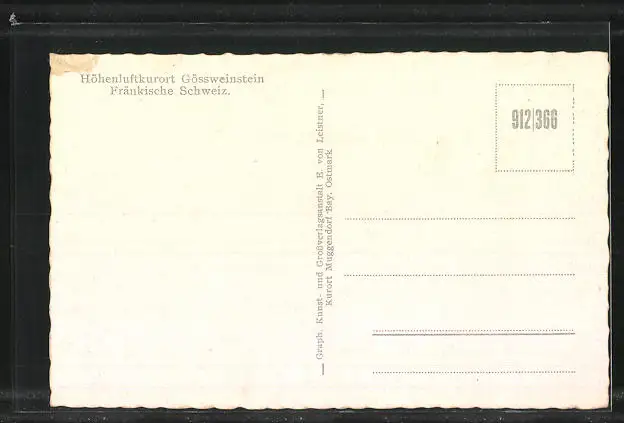 Höhenluftkurort Gössweinstein
Fränkische Schweiz.
— Graph. Kunst- und Großverlagsanstalt E. von Leistner, —
Kurort Muggendorf Bay. Ostmark
912|366